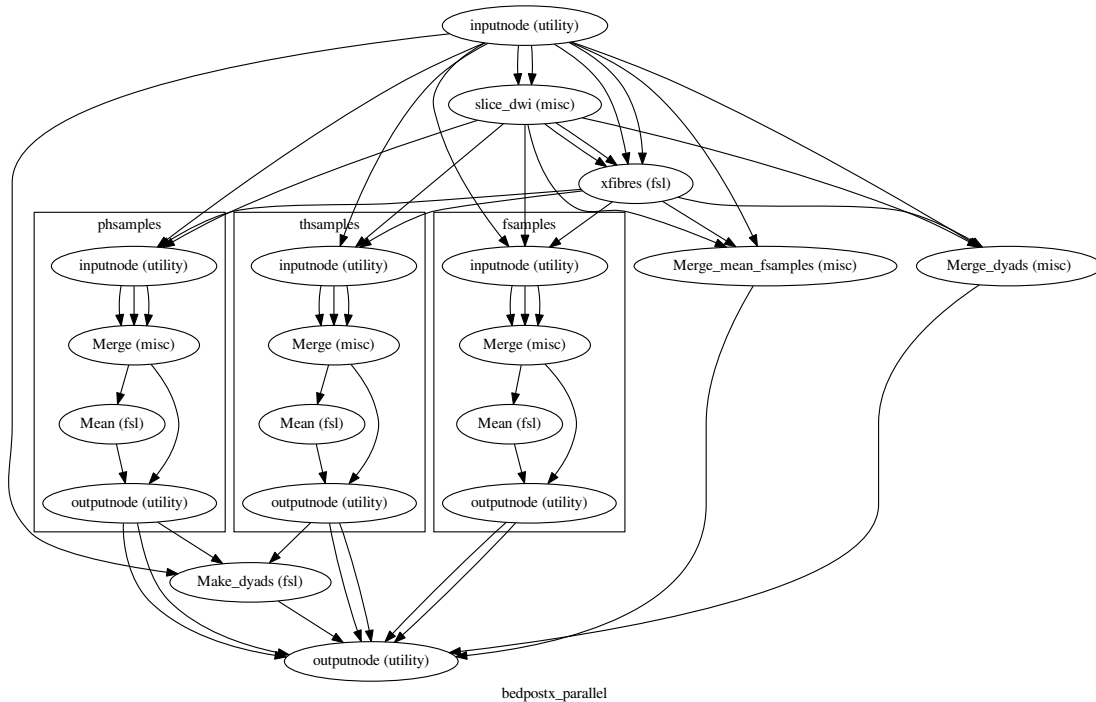 inputnode (utility)
slice_dwi (misc)
xfibres (fsl)
phsamples
thsamples
fsamples
inputnode (utility)
inputnode (utility)
inputnode (utility)
Merge_mean_fsamples (misc)
Merge_dyads (misc)
Merge (misc)
Merge (misc)
Merge (misc)
Mean (fsl)
Mean (fsl)
Mean (fsl)
outputnode (utility)
outputnode (utility)
outputnode (utility)
Make_dyads (fsl)
outputnode (utility)
bedpostx_parallel